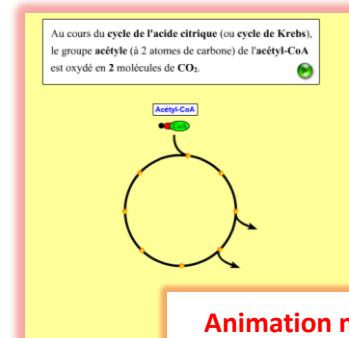 Au cours du cycle de l'acide citrique (ou cycle de Krebs),
le groupe acétyle (à 2 atomes de carbone) de l'acétyl-CoA
est oxydé en 2 molécules de CO₂.
Acétyl-CoA
CoA
Animation